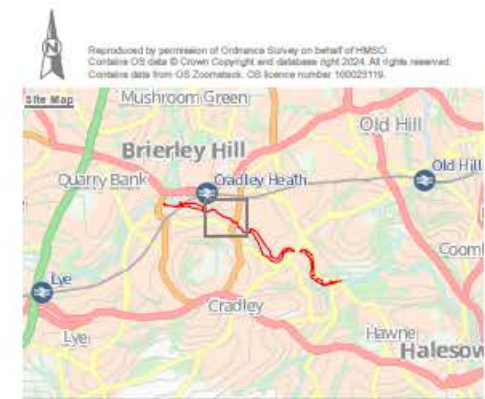 N
Reproduced by permission of Ordnance Survey on behalf of HMSO.
Contains OS data © Crown Copyright and database right 2024. All rights reserved.
Contains data from OS Zoomstack. OS licence number 100023119.
Site Map
Mushroom Green
Old Hill
Brierley Hill
Quarry Bank
Cradley Heath
Old Hill
Coom
Lye
Cradley
Lye
Hawne
Halesow